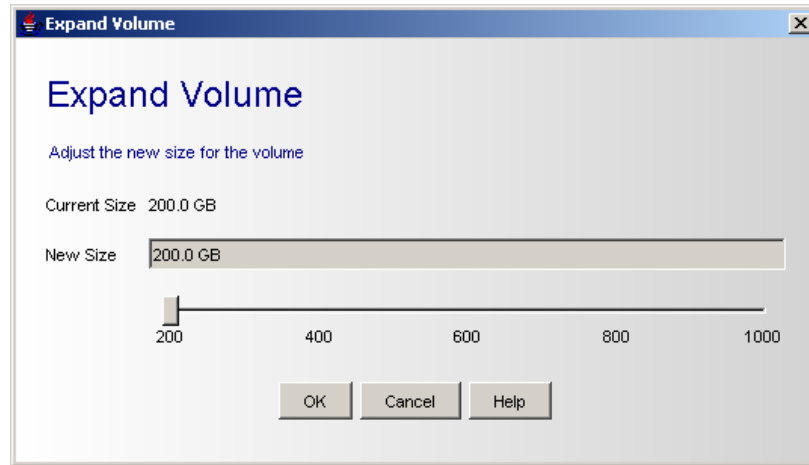 Expand Volume
Expand Volume
Adjust the new size for the volume
Current Size 200.0 GB
New Size 200.0 GB
200 400 600 800 1000
OK Cancel Help